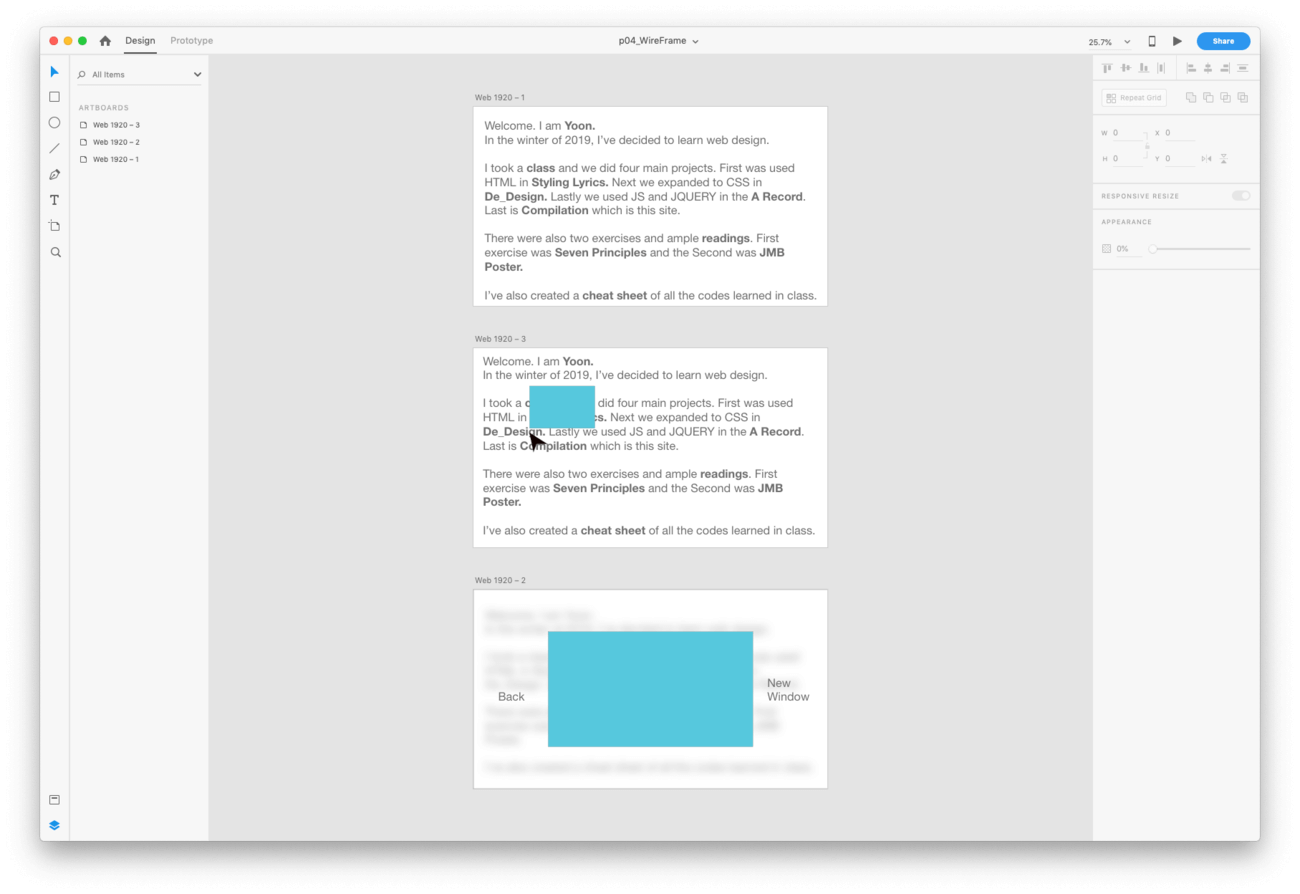 Design
Prototype
p04_WireFrame
25.7%
Share
All Items
ARTBOARDS
Web 1920 – 3
Web 1920 – 2
Web 1920 – 1
Web 1920 – 1
Welcome. I am Yoon.
In the winter of 2019, I've decided to learn web design.
I took a class and we did four main projects. First was used
HTML in Styling Lyrics. Next we expanded to CSS in
De_Design. Lastly we used JS and JQUERY in the A Record.
Last is Compilation which is this site.
There were also two exercises and ample readings. First
exercise was Seven Principles and the Second was JMB
Poster.
I've also created a cheat sheet of all the codes learned in class.
Web 1920 – 3
Welcome. I am Yoon.
In the winter of 2019, I've decided to learn web design.
I took a did four main projects. First was used
HTML in Next we expanded to CSS in
De_Design. Lastly we used JS and JQUERY in the A Record.
Last is Compilation which is this site.
There were also two exercises and ample readings. First
exercise was Seven Principles and the Second was JMB
Poster.
I've also created a cheat sheet of all the codes learned in class.
Web 1920 – 2
Back
New
Window
Repeat Grid
W 0 X 0
H 0 Y 0
RESPONSIVE RESIZE
APPEARANCE
0%